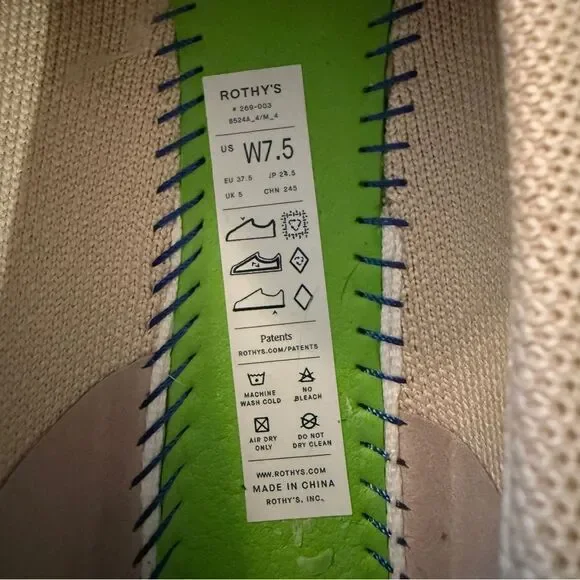 ROTHY'S
# 269-003
8524A_4/M_4
US W7.5
EU 37.5 JP 24.5
UK 5 CHN 245
Patents
ROTHYS.COM/PATENTS
MACHINE WASH COLD
NO BLEACH
AIR DRY ONLY
DO NOT DRY CLEAN
WWW.ROTHYS.COM
MADE IN CHINA
ROTHY'S, INC.